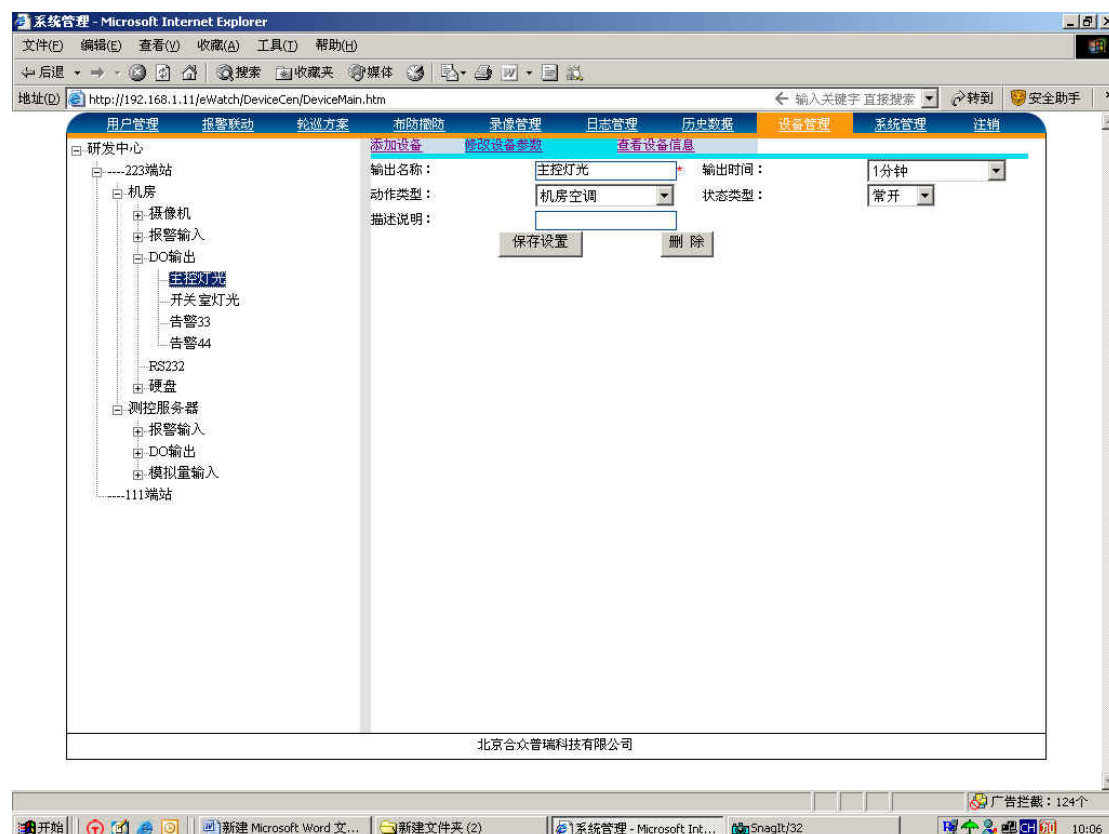 系统管理 - Microsoft Internet Explorer
文件(F) 编辑(E) 查看(V) 收藏(A) 工具(T) 帮助(H)
后退 搜索 收藏夹 媒体
地址(D) http://192.168.1.11/eWatch/DeviceCen/DeviceMain.htm 输入关键字 直接搜索 转到 安全助手
用户管理 报警联动 轮巡方案 布防撤防 录像管理 日志管理 历史数据 设备管理 系统管理 注销
添加设备 修改设备参数 查看设备信息
研发中心
----223端站
机房
摄像机
报警输入
DO输出
主控灯光
开关室灯光
告警33
告警44
RS232
硬盘
测控服务器
报警输入
DO输出
模拟量输入
----111端站
输出名称： 主控灯光 * 输出时间： 1分钟
动作类型： 机房空调 状态类型： 常开
描述说明：
保存设置 删 除
北京合众普瑞科技有限公司
广告拦截：124个
开始 新建 Microsoft Word 文... 新建文件夹 (2) 系统管理 - Microsoft Int... SnagIt/32 CH 10:06